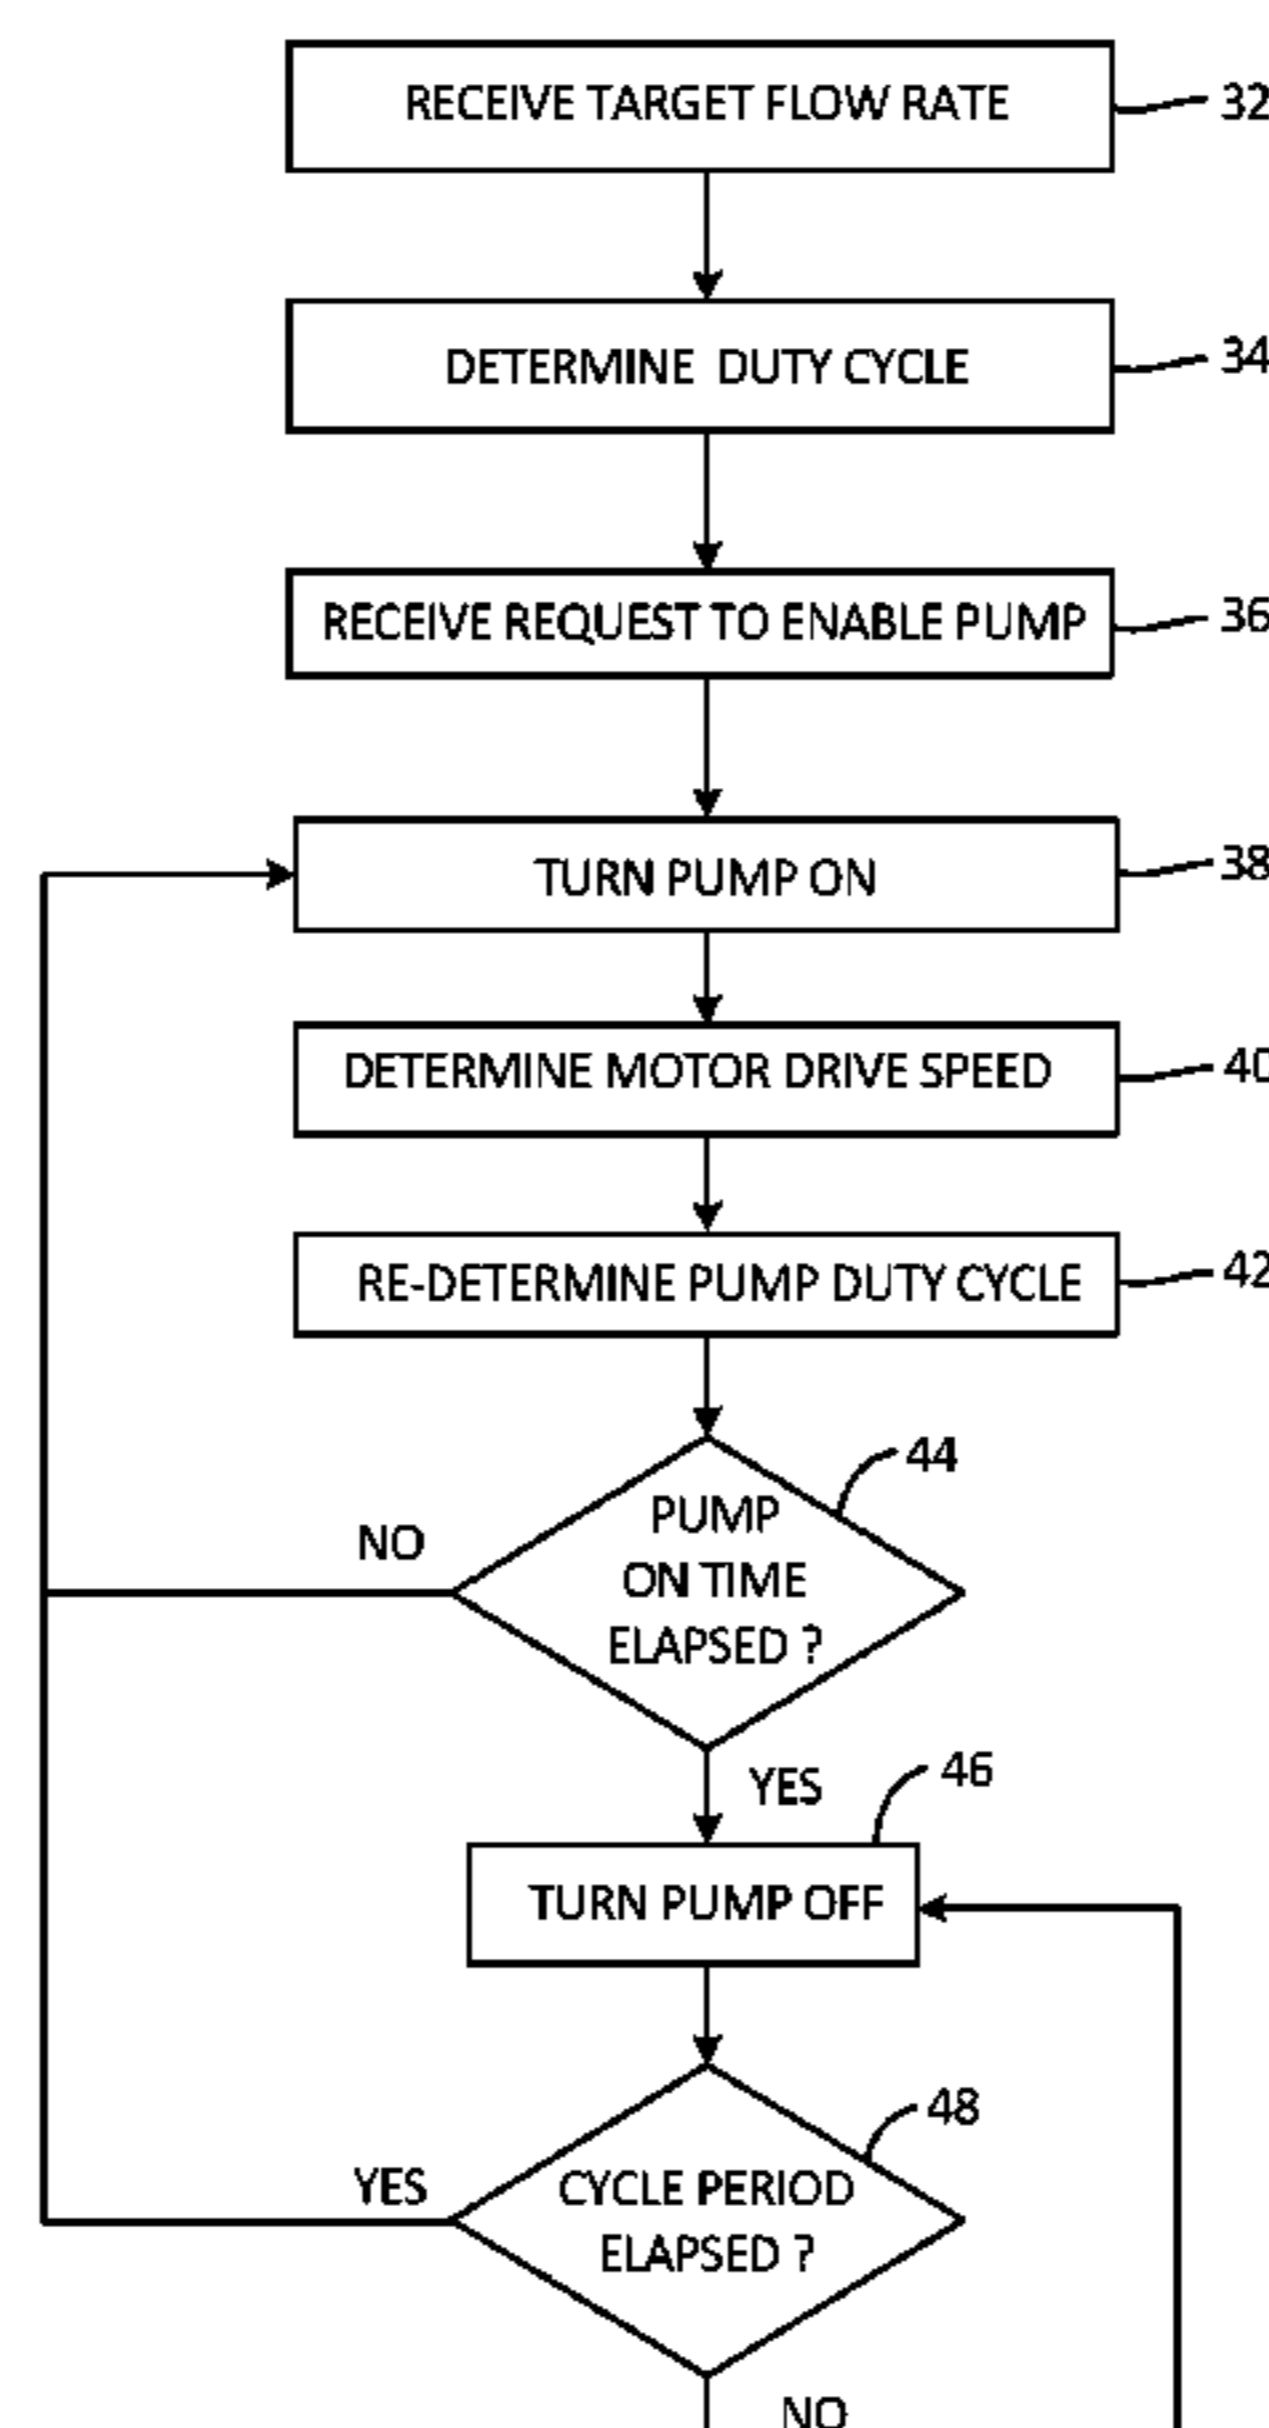 RECEIVE TARGET FLOW RATE
32
DETERMINE DUTY CYCLE
34
RECEIVE REQUEST TO ENABLE PUMP
36
TURN PUMP ON
38
DETERMINE MOTOR DRIVE SPEED
40
RE-DETERMINE PUMP DUTY CYCLE
42
44
PUMP
ON TIME
ELAPSED ?
NO
YES
46
TURN PUMP OFF
48
CYCLE PERIOD
ELAPSED ?
YES
NO